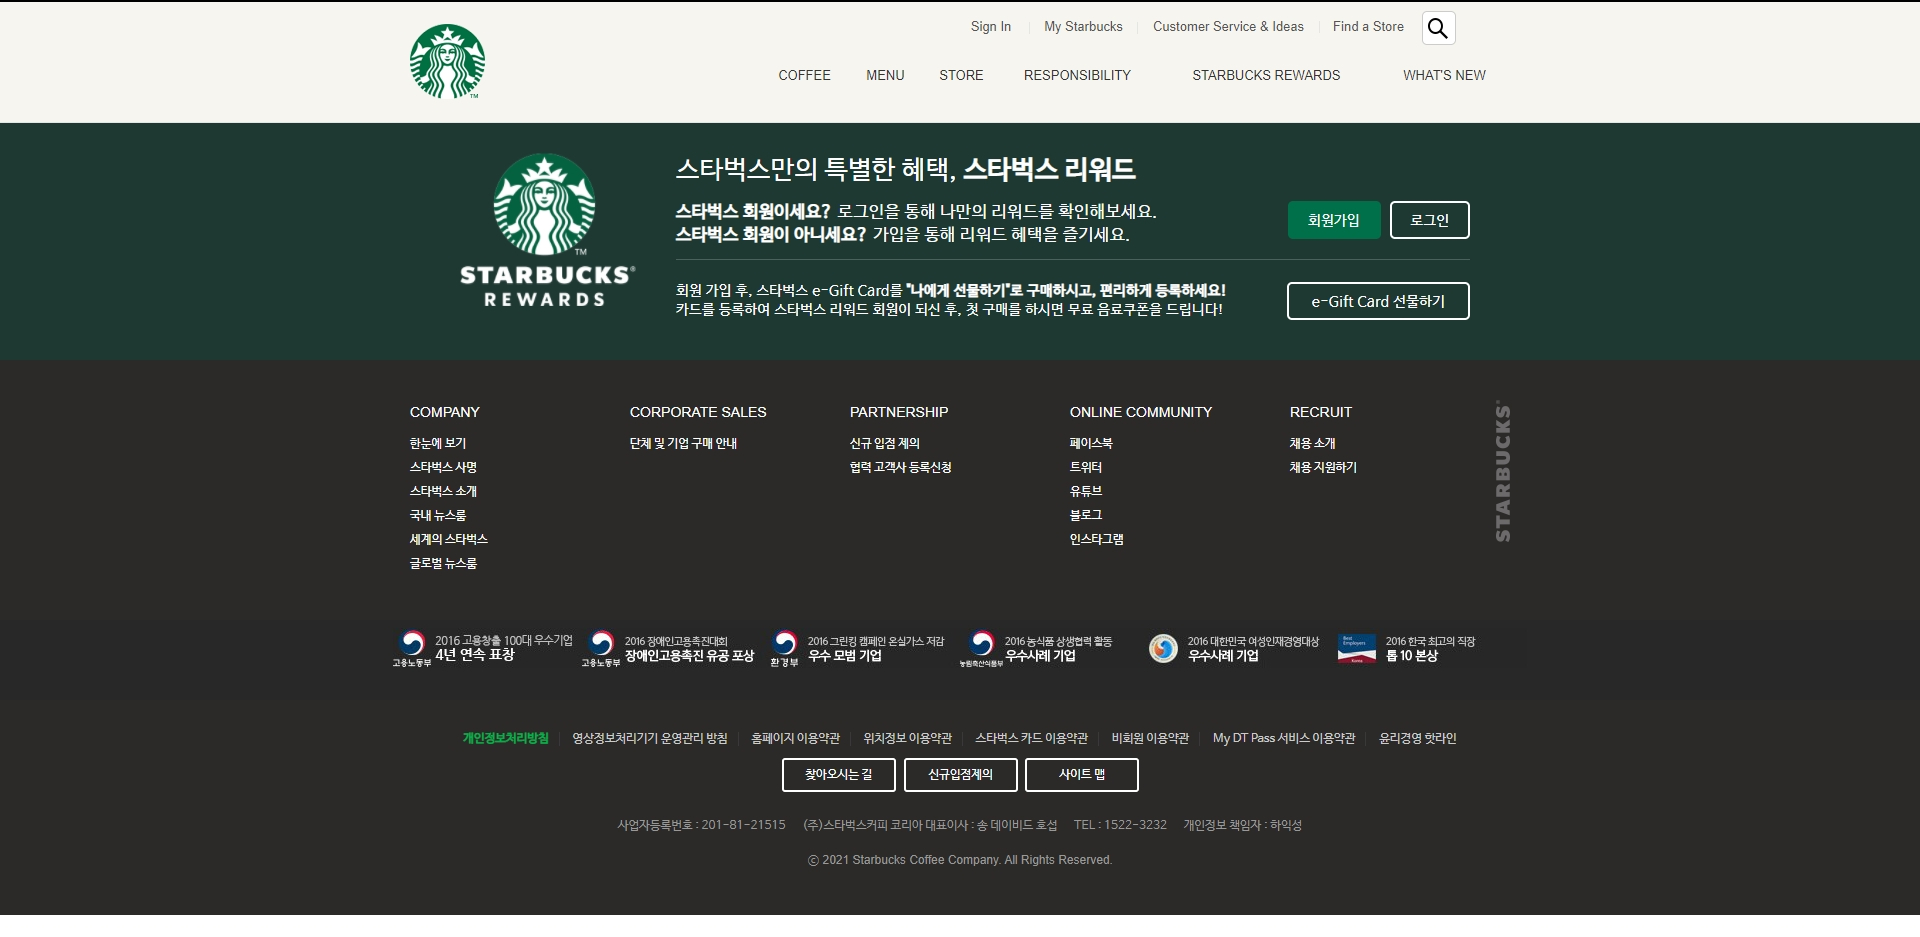 Sign In
My Starbucks
Customer Service & Ideas
Find a Store
COFFEE
MENU
STORE
RESPONSIBILITY
STARBUCKS REWARDS
WHAT'S NEW
TM
TM
STARBUCKS®
REWARDS
스타벅스만의 특별한 혜택, 스타벅스 리워드
스타벅스 회원이세요? 로그인을 통해 나만의 리워드를 확인해보세요.
스타벅스 회원이 아니세요? 가입을 통해 리워드 혜택을 즐기세요.
회원가입
로그인
회원 가입 후, 스타벅스 e-Gift Card를 "나에게 선물하기"로 구매하시고, 편리하게 등록하세요!
카드를 등록하여 스타벅스 리워드 회원이 되신 후, 첫 구매를 하시면 무료 음료쿠폰을 드립니다!
e-Gift Card 선물하기
COMPANY
한눈에 보기
스타벅스 사명
스타벅스 소개
국내 뉴스룸
세계의 스타벅스
글로벌 뉴스룸
CORPORATE SALES
단체 및 기업 구매 안내
PARTNERSHIP
신규 입점 제의
협력 고객사 등록신청
ONLINE COMMUNITY
페이스북
트위터
유튜브
블로그
인스타그램
RECRUIT
채용 소개
채용 지원하기
STARBUCKS®
고용노동부
2016 고용창출 100대 우수기업
4년 연속 표창
고용노동부
2016 장애인고용촉진대회
장애인고용촉진 유공 포상
환경부
2016 그린킹 캠페인 온실가스 저감
우수 모범 기업
농림축산식품부
2016 농식품 상생협력 활동
우수사례 기업
2016 대한민국 여성인재경영대상
우수사례 기업
Best
Employers
Korea
2016 한국 최고의 직장
톱 10 본상
개인정보처리방침
영상정보처리기기 운영관리 방침
홈페이지 이용약관
위치정보 이용약관
스타벅스 카드 이용약관
비회원 이용약관
My DT Pass 서비스 이용약관
윤리경영 핫라인
찾아오시는 길
신규입점제의
사이트 맵
사업자등록번호 : 201-81-21515 (주)스타벅스커피 코리아 대표이사 : 송 데이비드 호섭 TEL : 1522-3232 개인정보 책임자 : 하익성
ⓒ 2021 Starbucks Coffee Company. All Rights Reserved.